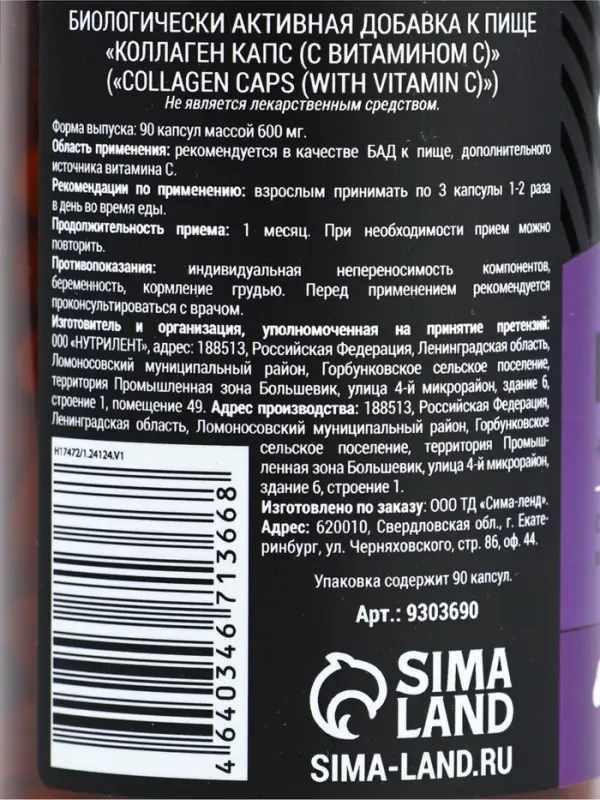 БИОЛОГИЧЕСКИ АКТИВНАЯ ДОБАВКА К ПИЩЕ
«КОЛЛАГЕН КАПС (С ВИТАМИНОМ С)»
(«COLLAGEN CAPS (WITH VITAMIN C)»)
Не является лекарственным средством.
Форма выпуска: 90 капсул массой 600 мг.
Область применения: рекомендуется в качестве БАД к пище, дополнительного
источника витамина С.
Рекомендации по применению: взрослым принимать по 3 капсулы 1-2 раза
в день во время еды.
Продолжительность приема: 1 месяц. При необходимости прием можно
повторить.
Противопоказания: индивидуальная непереносимость компонентов,
беременность, кормление грудью. Перед применением рекомендуется
проконсультироваться с врачом.
Изготовитель и организация, уполномоченная на принятие претензий:
ООО «НУТРИЛЕНТ», адрес: 188513, Российская Федерация, Ленинградская область,
Ломоносовский муниципальный район, Горбунковское сельское поселение,
территория Промышленная зона Большевик, улица 4-й микрорайон, здание 6,
строение 1, помещение 49. Адрес производства: 188513, Российская Федерация,
Ленинградская область, Ломоносовский муниципальный район, Горбунковское
сельское поселение, территория Промыш-
ленная зона Большевик, улица 4-й микрорайон,
здание 6, строение 1.
Изготовлено по заказу: ООО ТД «Сима-ленд».
Адрес: 620010, Свердловская обл., г. Екате-
ринбург, ул. Черняховского, стр. 86, оф. 44.
Упаковка содержит 90 капсул.
Арт.: 9303690
H17472/1.24124.V1
4 640346 713668
SIMA
LAND
SIMA-LAND.RU